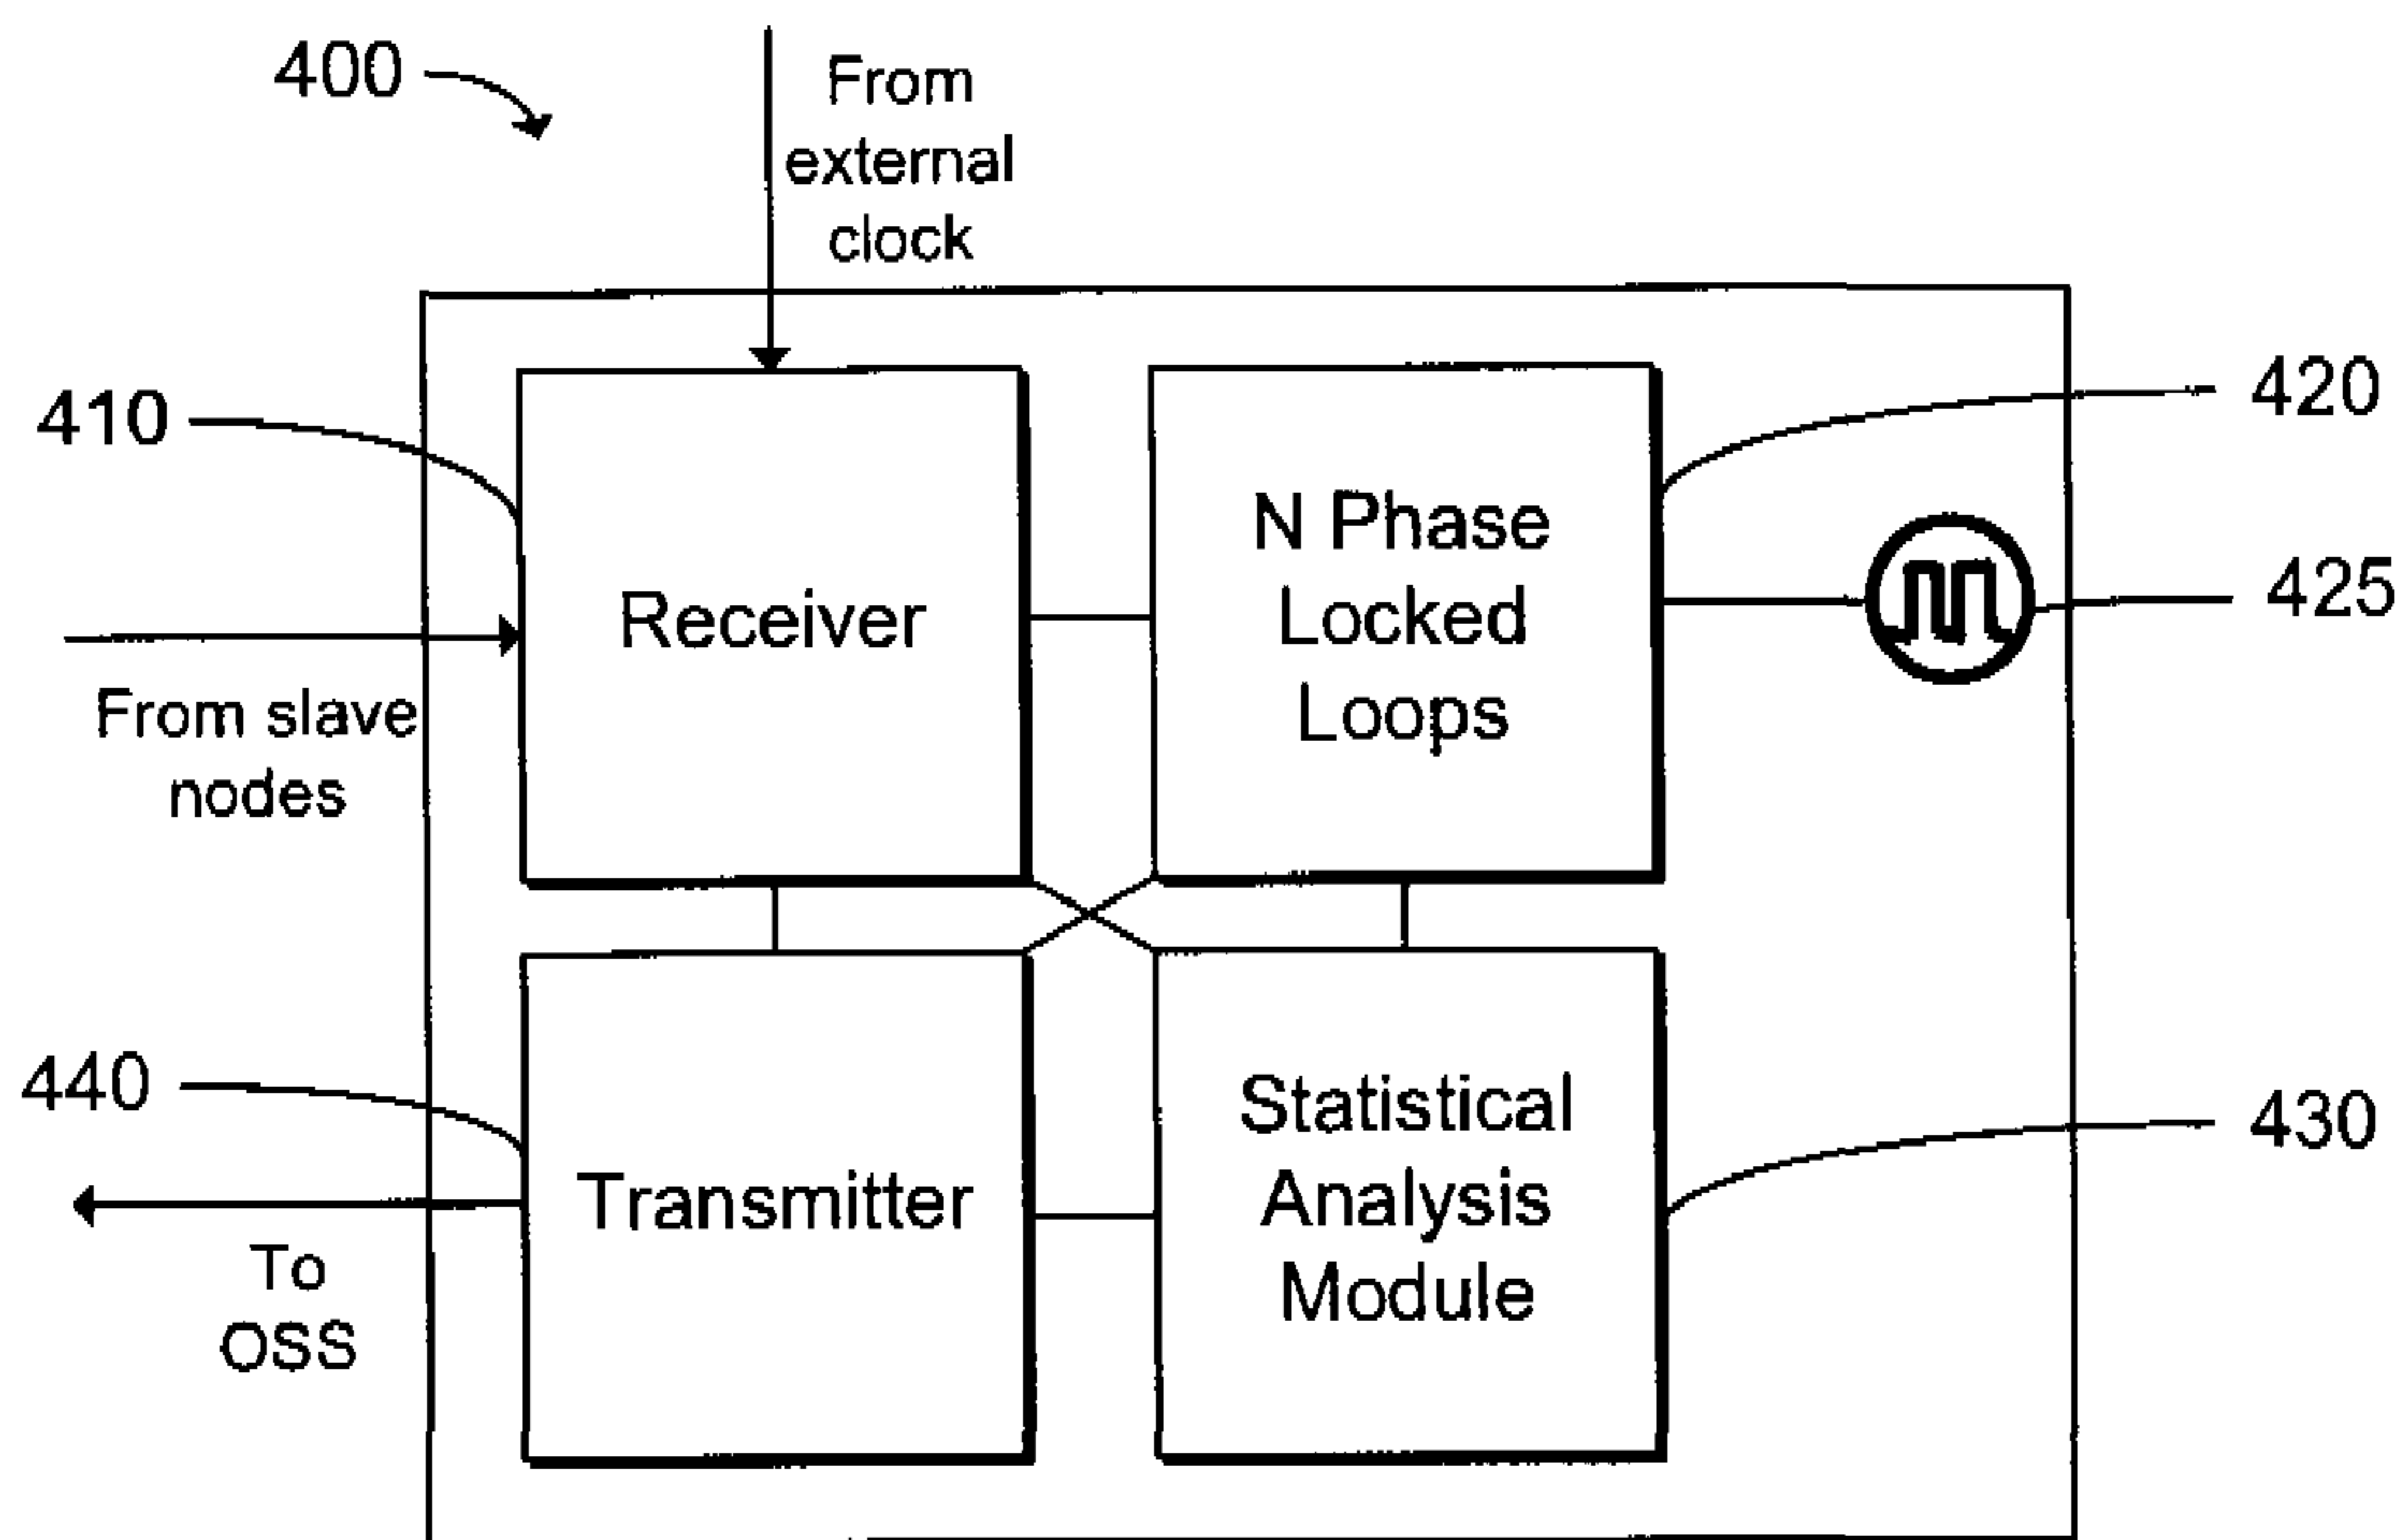 400
From
external
clock
410
420
Receiver
N Phase
Locked
Loops
425
From slave
nodes
440
430
Transmitter
Statistical
Analysis
Module
To
OSS